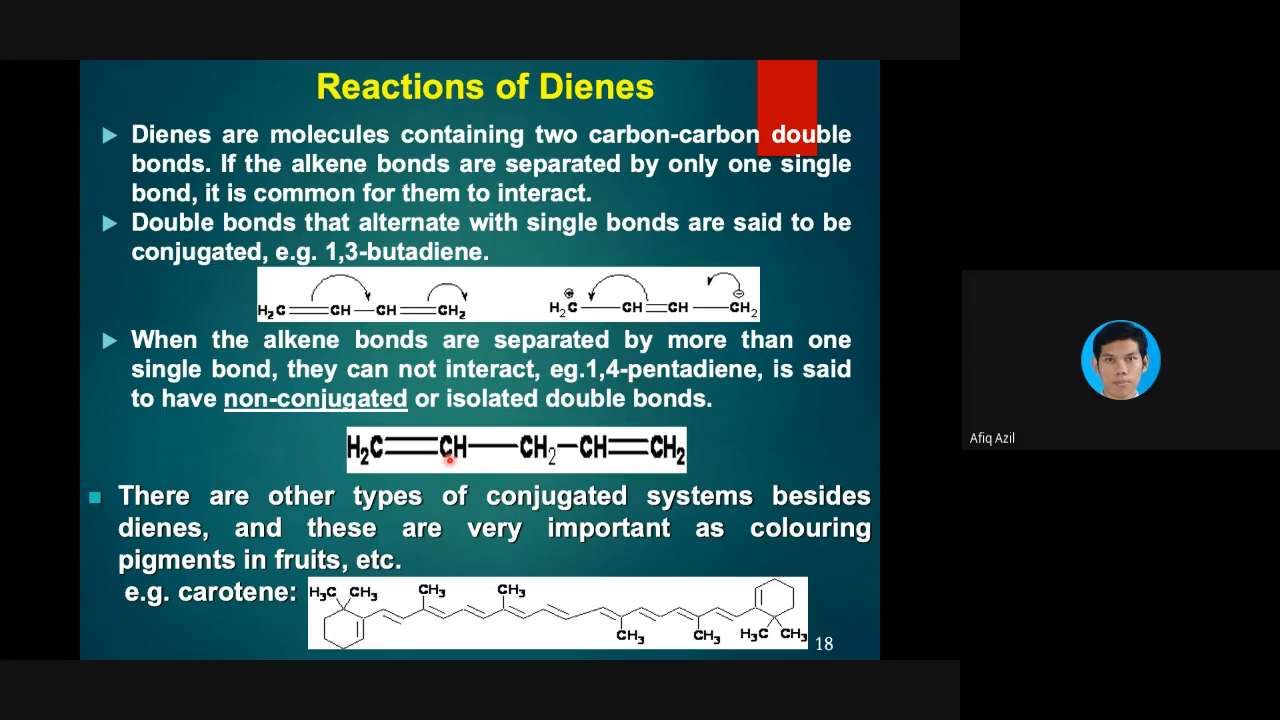 Reactions of Dienes
Dienes are molecules containing two carbon-carbon double
bonds. If the alkene bonds are separated by only one single
bond, it is common for them to interact.
Double bonds that alternate with single bonds are said to be
conjugated, e.g. 1,3-butadiene.
H₂C CH CH CH₂ H₂C CH CH CH₂
When the alkene bonds are separated by more than one
single bond, they can not interact, eg.1,4-pentadiene, is said
to have non-conjugated or isolated double bonds.
Afiq Azil
H₂C CH CH₂ CH CH₂
There are other types of conjugated systems besides
dienes, and these are very important as colouring
pigments in fruits, etc.
e.g. carotene:
H₃C CH₃ CH₃ CH₃
CH₃ CH₃ H₃C CH₃
18